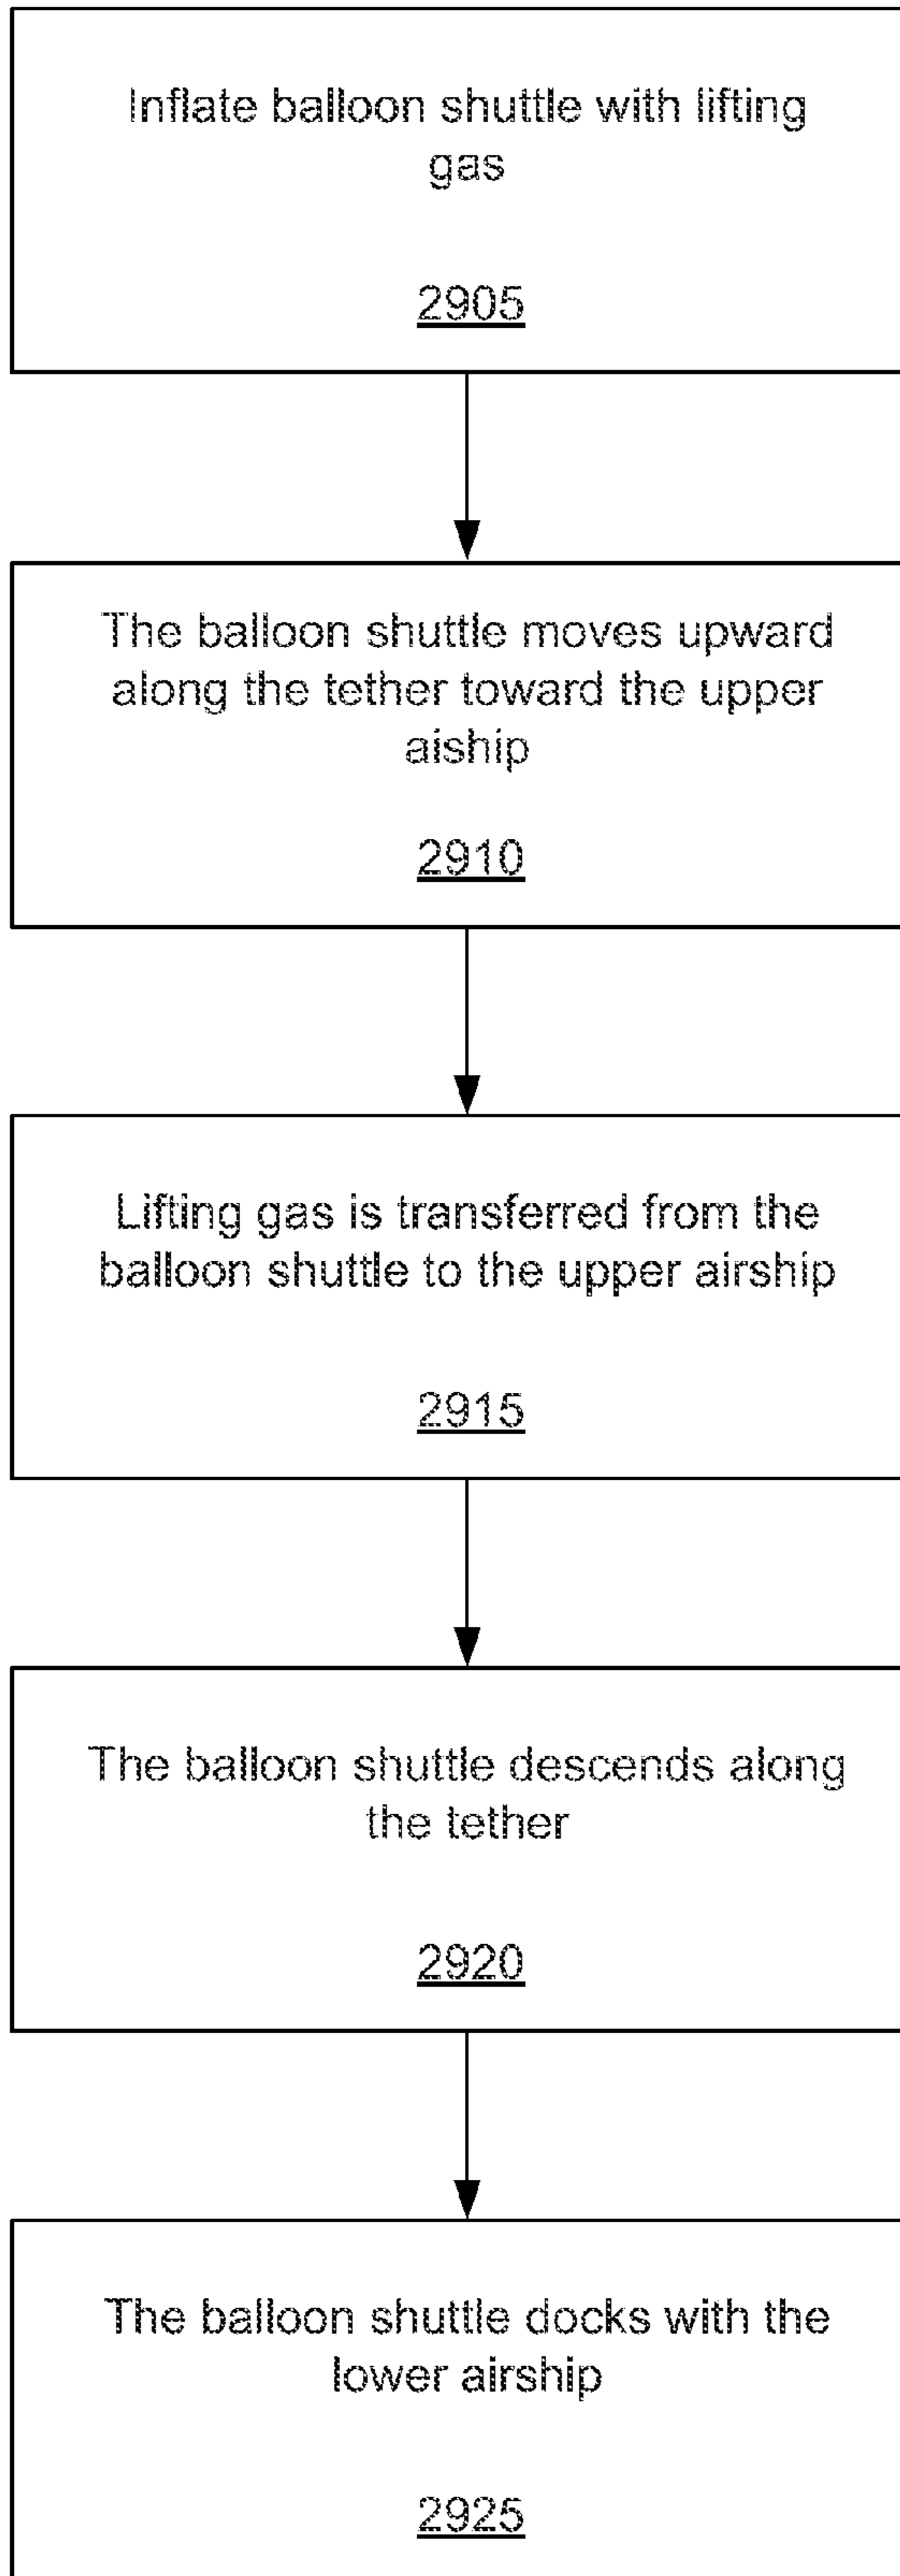 Inflate balloon shuttle with lifting
gas
2905
The balloon shuttle moves upward
along the tether toward the upper
aiship
2910
Lifting gas is transferred from the
balloon shuttle to the upper airship
2915
The balloon shuttle descends along
the tether
2920
The balloon shuttle docks with the
lower airship
2925